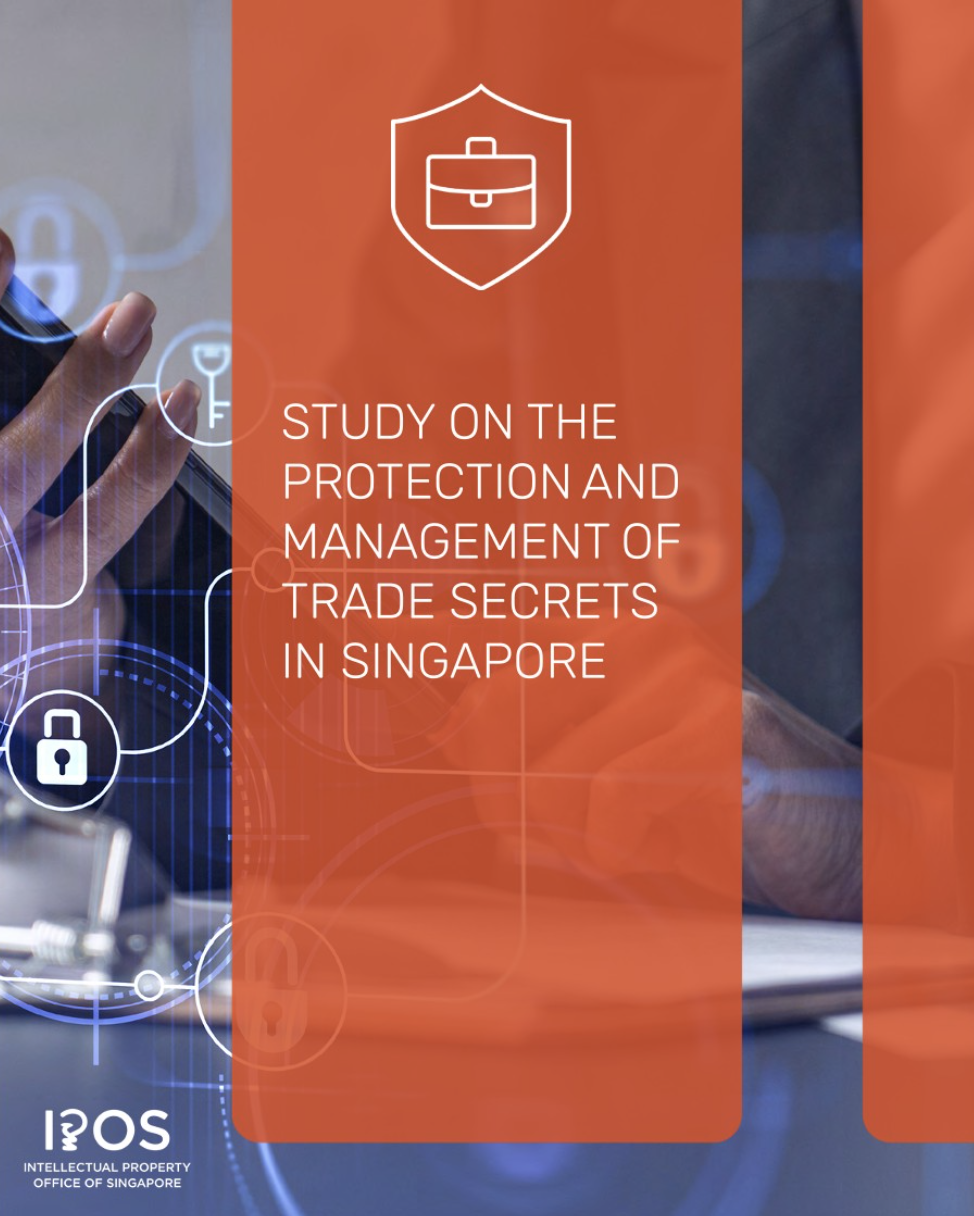 STUDY ON THE
PROTECTION AND
MANAGEMENT OF
TRADE SECRETS
IN SINGAPORE
IPOS
INTELLECTUAL PROPERTY
OFFICE OF SINGAPORE